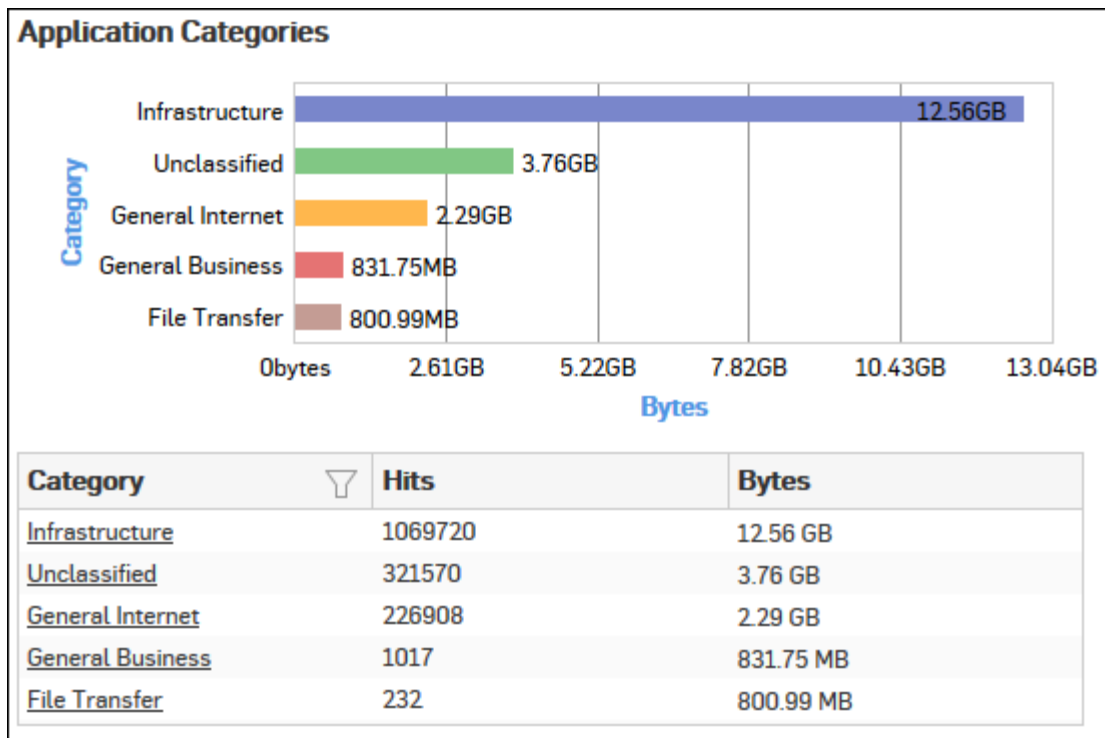 Application Categories
Category
Infrastructure 12.56GB
Unclassified 3.76GB
General Internet 2.29GB
General Business 831.75MB
File Transfer 800.99MB
0bytes 2.61GB 5.22GB 7.82GB 10.43GB 13.04GB
Bytes
Category Hits Bytes
Infrastructure 1069720 12.56 GB
Unclassified 321570 3.76 GB
General Internet 226908 2.29 GB
General Business 1017 831.75 MB
File Transfer 232 800.99 MB